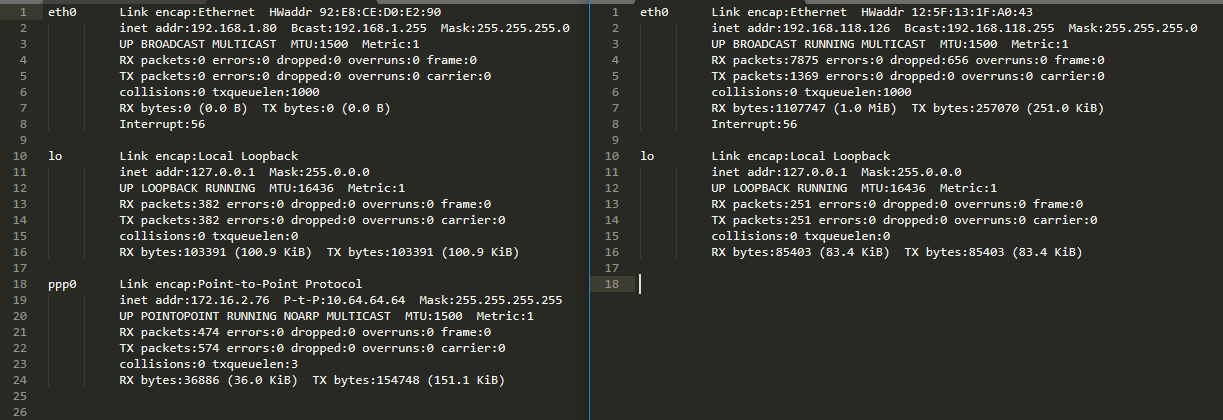 1 eth0 Link encap:Ethernet HWaddr 92:E8:CE:D0:E2:90
2 inet addr:192.168.1.80 Bcast:192.168.1.255 Mask:255.255.255.0
3 UP BROADCAST MULTICAST MTU:1500 Metric:1
4 RX packets:0 errors:0 dropped:0 overruns:0 frame:0
5 TX packets:0 errors:0 dropped:0 overruns:0 carrier:0
6 collisions:0 txqueuelen:1000
7 RX bytes:0 (0.0 B) TX bytes:0 (0.0 B)
8 Interrupt:56
9
10 lo Link encap:Local Loopback
11 inet addr:127.0.0.1 Mask:255.0.0.0
12 UP LOOPBACK RUNNING MTU:16436 Metric:1
13 RX packets:382 errors:0 dropped:0 overruns:0 frame:0
14 TX packets:382 errors:0 dropped:0 overruns:0 carrier:0
15 collisions:0 txqueuelen:0
16 RX bytes:103391 (100.9 KiB) TX bytes:103391 (100.9 KiB)
17
18 ppp0 Link encap:Point-to-Point Protocol
19 inet addr:172.16.2.76 P-t-P:10.64.64.64 Mask:255.255.255.255
20 UP POINTOPOINT RUNNING NOARP MULTICAST MTU:1500 Metric:1
21 RX packets:474 errors:0 dropped:0 overruns:0 frame:0
22 TX packets:574 errors:0 dropped:0 overruns:0 carrier:0
23 collisions:0 txqueuelen:3
24 RX bytes:36886 (36.0 KiB) TX bytes:154748 (151.1 KiB)
25
26
1 eth0 Link encap:Ethernet HWaddr 12:5F:13:1F:A0:43
2 inet addr:192.168.118.126 Bcast:192.168.118.255 Mask:255.255.255.0
3 UP BROADCAST RUNNING MULTICAST MTU:1500 Metric:1
4 RX packets:7875 errors:0 dropped:656 overruns:0 frame:0
5 TX packets:1369 errors:0 dropped:0 overruns:0 carrier:0
6 collisions:0 txqueuelen:1000
7 RX bytes:1107747 (1.0 MiB) TX bytes:257070 (251.0 KiB)
8 Interrupt:56
9
10 lo Link encap:Local Loopback
11 inet addr:127.0.0.1 Mask:255.0.0.0
12 UP LOOPBACK RUNNING MTU:16436 Metric:1
13 RX packets:251 errors:0 dropped:0 overruns:0 frame:0
14 TX packets:251 errors:0 dropped:0 overruns:0 carrier:0
15 collisions:0 txqueuelen:0
16 RX bytes:85403 (83.4 KiB) TX bytes:85403 (83.4 KiB)
17
18